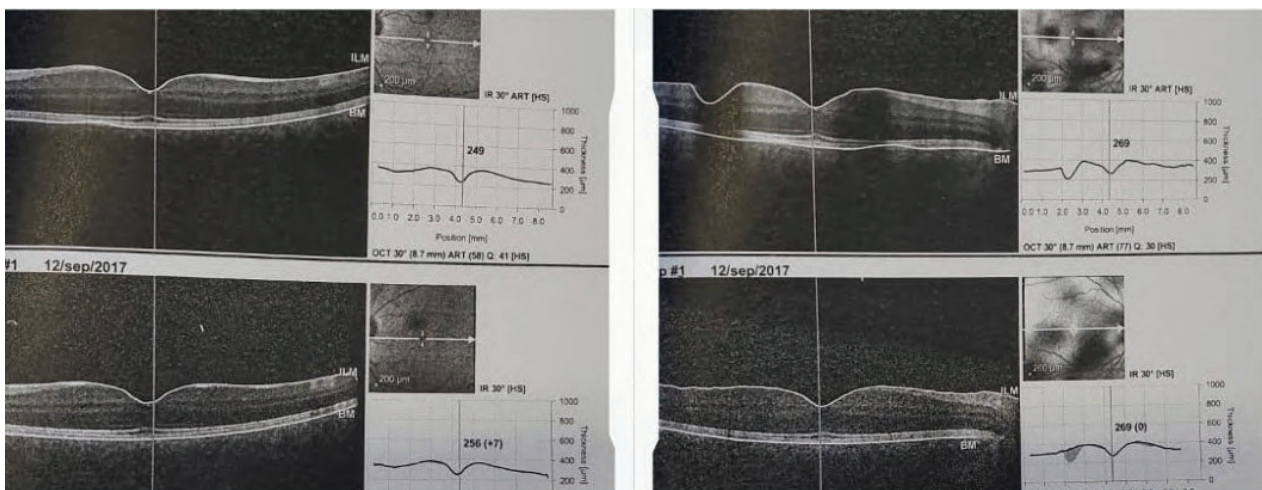 ILM
BM
200 µm
IR 30° ART [HS]
249
1000
800
600
400
200
0
Thickness [µm]
0.0 1.0 2.0 3.0 4.0 5.0 6.0 7.0 8.0
Position [mm]
OCT 30° (8.7 mm) ART (58) Q: 41 [HS]
#1 12/sep/2017
ILM
BM
200 µm
IR 30° [HS]
256 (+7)
1000
800
600
400
200
Thickness [µm]
ILM
BM
200 µm
IR 30° ART [HS]
269
1000
800
600
400
200
0
Thickness [µm]
0.0 1.0 2.0 3.0 4.0 5.0 6.0 7.0 8.0
Position [mm]
OCT 30° (8.7 mm) ART (77) Q: 30 [HS]
p #1 12/sep/2017
ILM
BM
200 µm
IR 30° [HS]
269 (0)
1000
800
600
400
200
Thickness [µm]